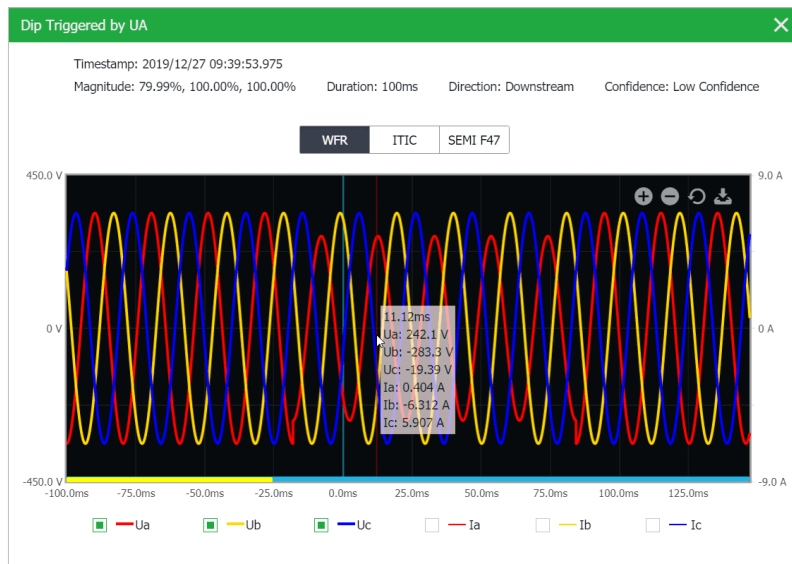 Dip Triggered by UA
Timestamp: 2019/12/27 09:39:53.975
Magnitude: 79.99%, 100.00%, 100.00% Duration: 100ms Direction: Downstream Confidence: Low Confidence
WFR ITIC SEMI F47
450.0 V 9.0 A
11.12ms
Ua: 242.1 V
0 V 0 A
Ub: -283.3 V
Uc: -19.39 V
Ia: 0.404 A
Ib: -6.312 A
Ic: 5.907 A
-450.0 V -9.0 A
-100.0ms -75.0ms -50.0ms -25.0ms 0.0ms 25.0ms 50.0ms 75.0ms 100.0ms 125.0ms
Ua Ub Uc Ia Ib Ic